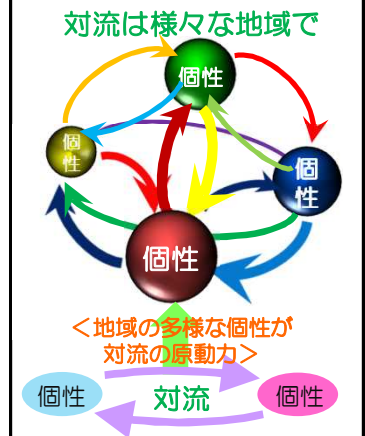 対流は様々な地域で
個性
個
性
個
性
個性
＜地域の多様な個性が
対流の原動力＞
個性
対流
個性